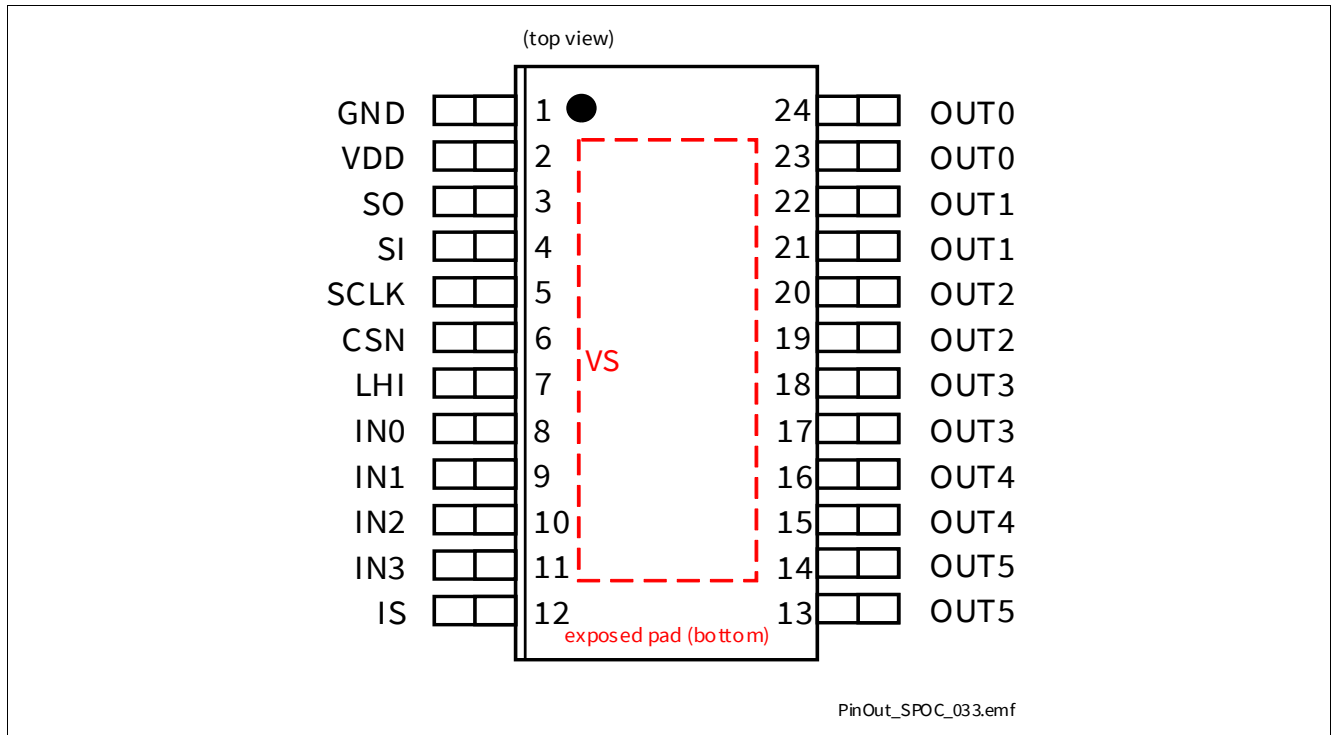 (top view)
GND 1 24 OUT0
VDD 2 23 OUT0
SO 3 22 OUT1
SI 4 21 OUT1
SCLK 5 20 OUT2
CSN 6 19 OUT2
VS
LHI 7 18 OUT3
IN0 8 17 OUT3
IN1 9 16 OUT4
IN2 10 15 OUT4
IN3 11 14 OUT5
IS 12 13 OUT5
exposed pad (bottom)
PinOut_SPOC_033.emf